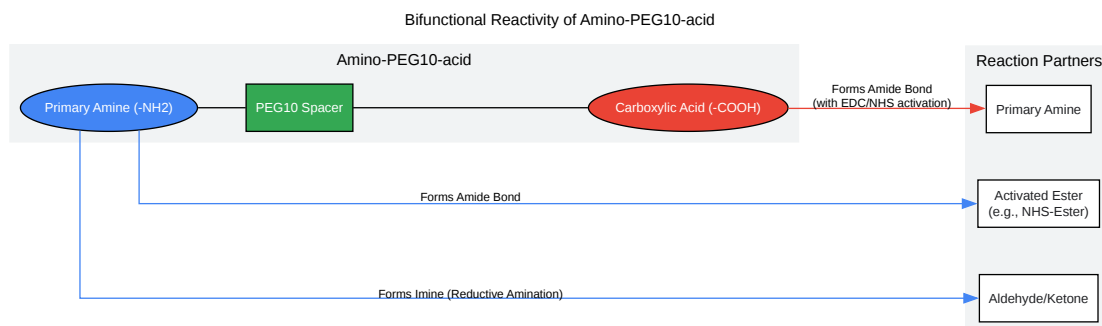 Bifunctional Reactivity of Amino-PEG10-acid
Amino-PEG10-acid
Reaction Partners
Primary Amine (-NH2)
PEG10 Spacer
Carboxylic Acid (-COOH)
Forms Amide Bond
(with EDC/NHS activation)
Primary Amine
Forms Amide Bond
Activated Ester
(e.g., NHS-Ester)
Forms Imine (Reductive Amination)
Aldehyde/Ketone